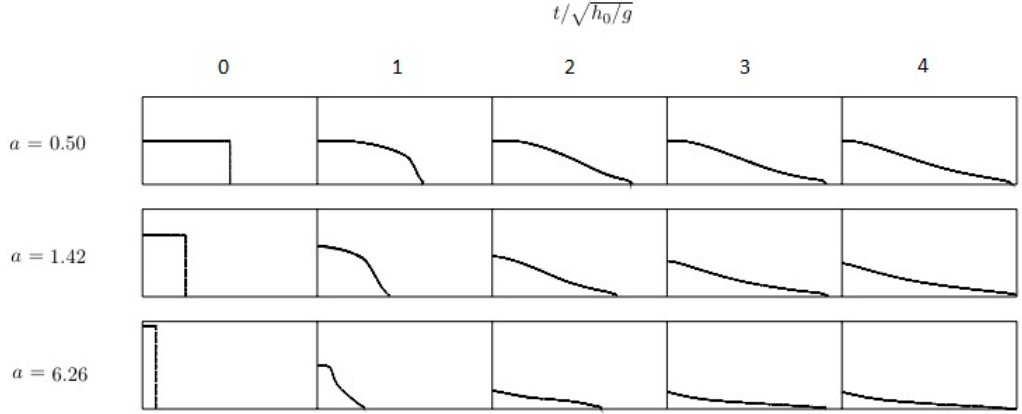 t/√h₀/g
0 1 2 3 4
a = 0.50
a = 1.42
a = 6.26